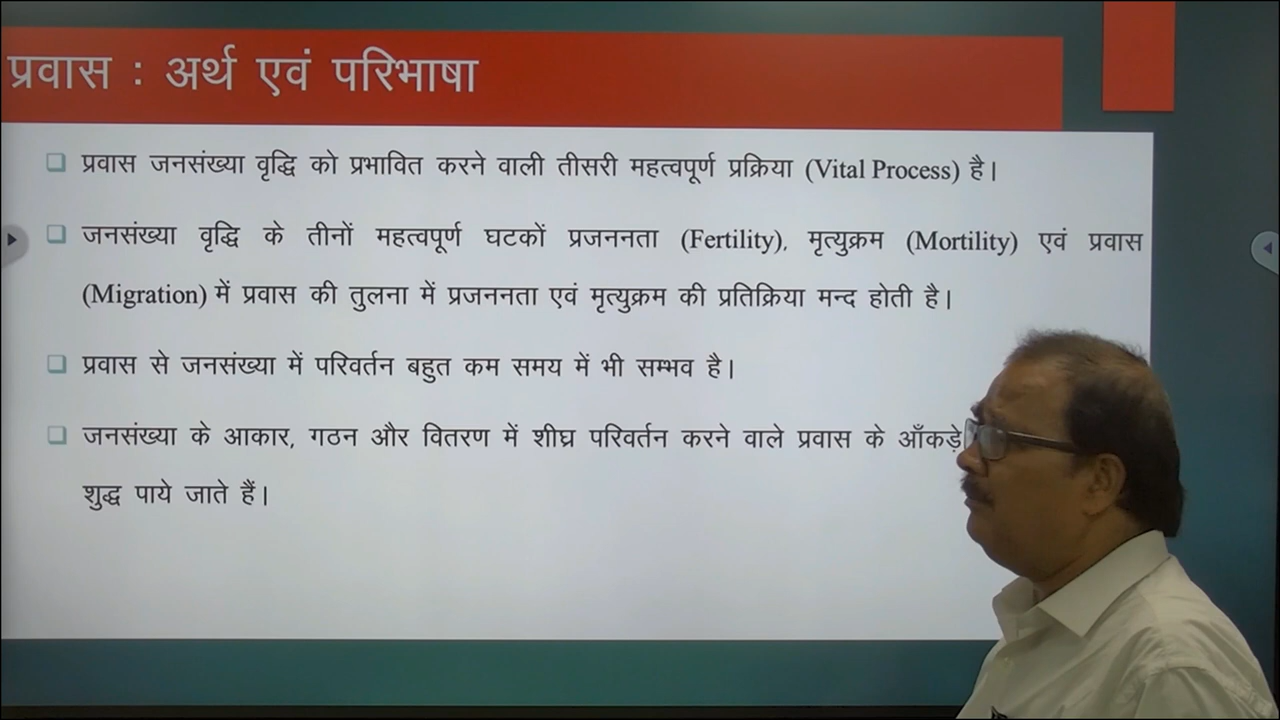 प्रवास : अर्थ एवं परिभाषा
प्रवास जनसंख्या वृद्धि को प्रभावित करने वाली तीसरी महत्वपूर्ण प्रक्रिया (Vital Process) है।
जनसंख्या वृद्धि के तीनों महत्वपूर्ण घटकों प्रजननता (Fertility), मृत्युक्रम (Mortility) एवं प्रवास
(Migration) में प्रवास की तुलना में प्रजननता एवं मृत्युक्रम की प्रतिक्रिया मन्द होती है।
प्रवास से जनसंख्या में परिवर्तन बहुत कम समय में भी सम्भव है।
जनसंख्या के आकार, गठन और वितरण में शीघ्र परिवर्तन करने वाले प्रवास के आँकड़े
शुद्ध पाये जाते हैं।